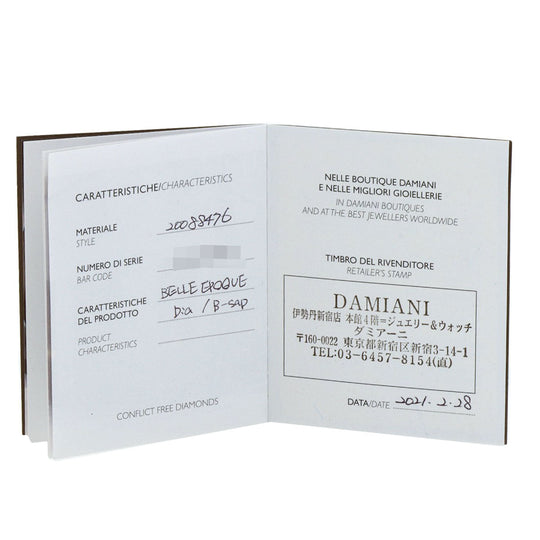 CARATTERISTICHE/CHARACTERISTICS
MATERIALE
STYLE
20088476
NUMERO DI SERIE
BAR CODE
CARATTERISTICHE
DEL PRODOTTO
PRODUCT
CHARACTERISTICS
BELLE EPOQUE
Dia / B-sap
CONFLICT FREE DIAMONDS
NELLE BOUTIQUE DAMIANI
E NELLE MIGLIORI GIOIELLERIE
IN DAMIANI BOUTIQUES
AND AT THE BEST JEWELLERS WORLDWIDE
TIMBRO DEL RIVENDITORE
RETAILER'S STAMP
DAMIANI
伊勢丹新宿店 本館4階=ジュエリー&ウォッチ
ダミアーニ
〒160-0022 東京都新宿区新宿3-14-1
TEL:03-6457-8154(直)
DATA/DATE 2021.2.28